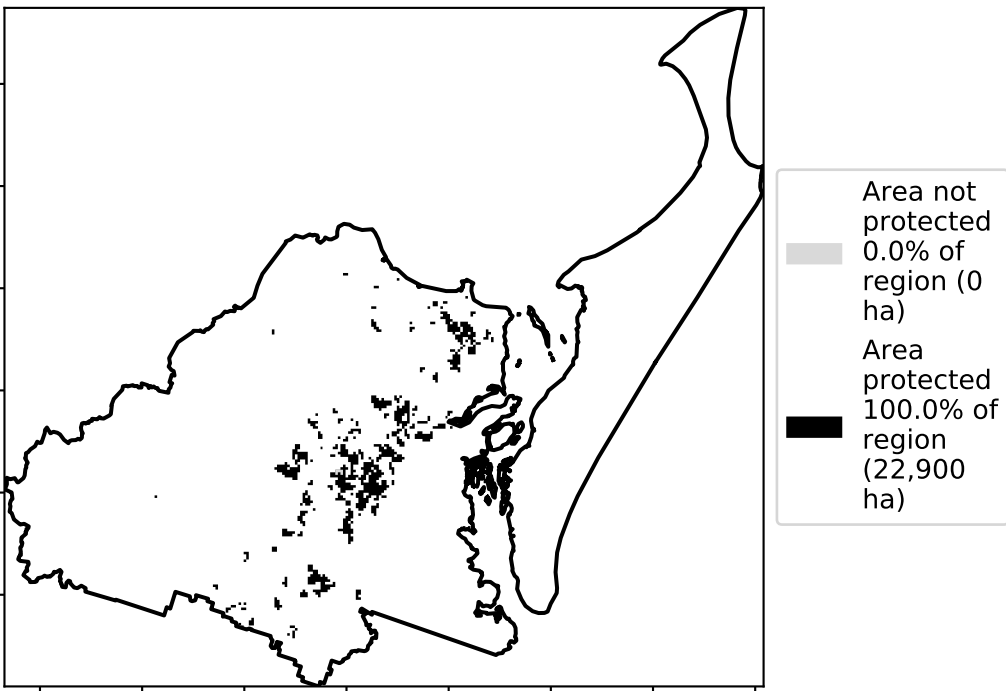 Area not
protected
0.0% of
region (0
ha)
Area
protected
100.0% of
region
(22,900
ha)